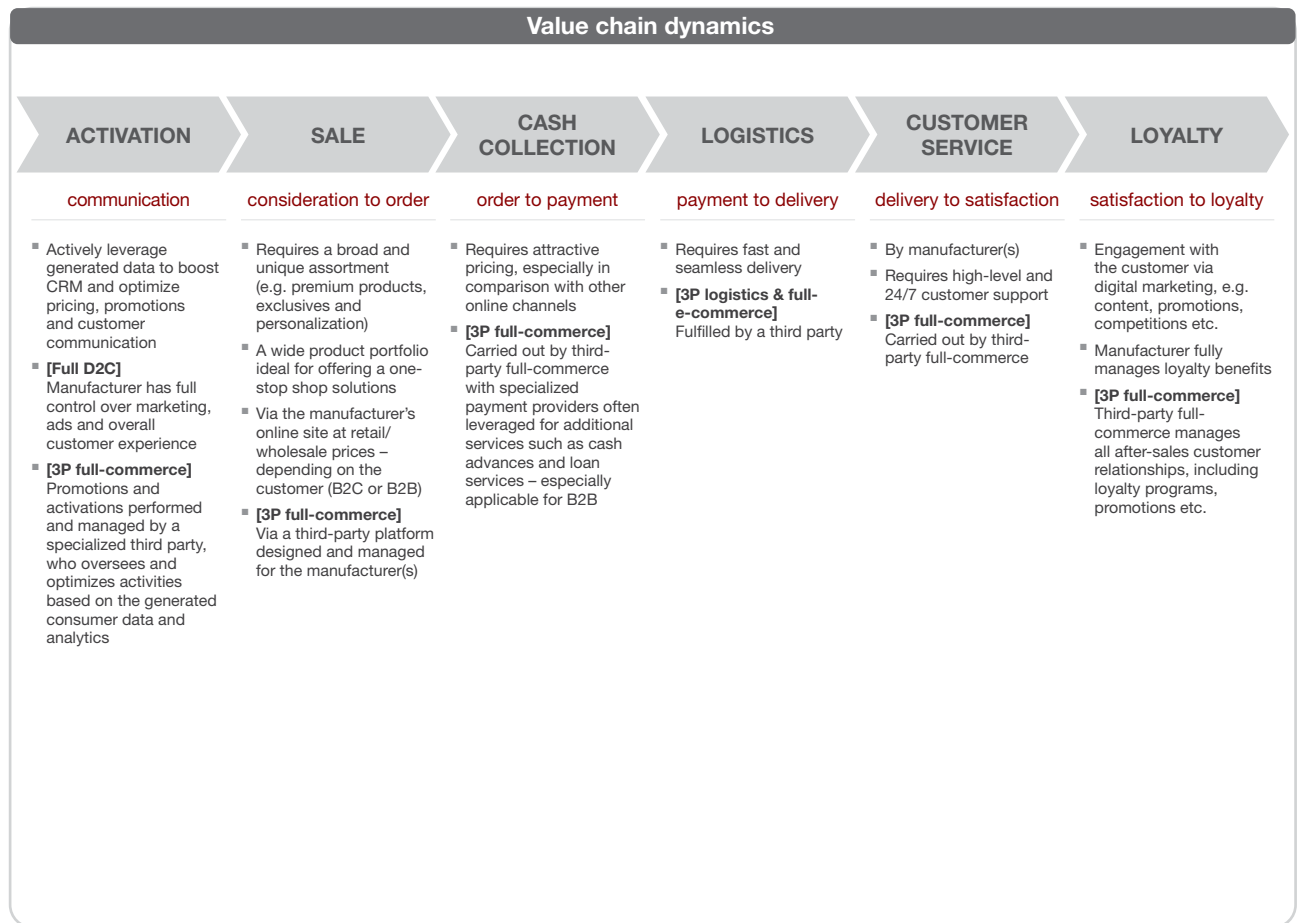 Value chain dynamics
ACTIVATION
SALE
CASH
COLLECTION
LOGISTICS
CUSTOMER
SERVICE
LOYALTY
communication
consideration to order
order to payment
payment to delivery
delivery to satisfaction
satisfaction to loyalty
▪ Actively leverage
generated data to boost
CRM and optimize
pricing, promotions
and customer
communication
▪ [Full D2C]
Manufacturer has full
control over marketing,
ads and overall
customer experience
▪ [3P full-commerce]
Promotions and
activations performed
and managed by a
specialized third party,
who oversees and
optimizes activities
based on the generated
consumer data and
analytics
▪ Requires a broad and
unique assortment
(e.g. premium products,
exclusives and
personalization)
▪ A wide product portfolio
ideal for offering a one-
stop shop solutions
▪ Via the manufacturer’s
online site at retail/
wholesale prices –
depending on the
customer (B2C or B2B)
▪ [3P full-commerce]
Via a third-party platform
designed and managed
for the manufacturer(s)
▪ Requires attractive
pricing, especially in
comparison with other
online channels
▪ [3P full-commerce]
Carried out by third-
party full-commerce
with specialized
payment providers often
leveraged for additional
services such as cash
advances and loan
services – especially
applicable for B2B
▪ Requires fast and
seamless delivery
▪ [3P logistics & full-
e-commerce]
Fulfilled by a third party
▪ By manufacturer(s)
▪ Requires high-level and
24/7 customer support
▪ [3P full-commerce]
Carried out by third-
party full-commerce
▪ Engagement with
the customer via
digital marketing, e.g.
content, promotions,
competitions etc.
▪ Manufacturer fully
manages loyalty benefits
▪ [3P full-commerce]
Third-party full-
commerce manages
all after-sales customer
relationships, including
loyalty programs,
promotions etc.